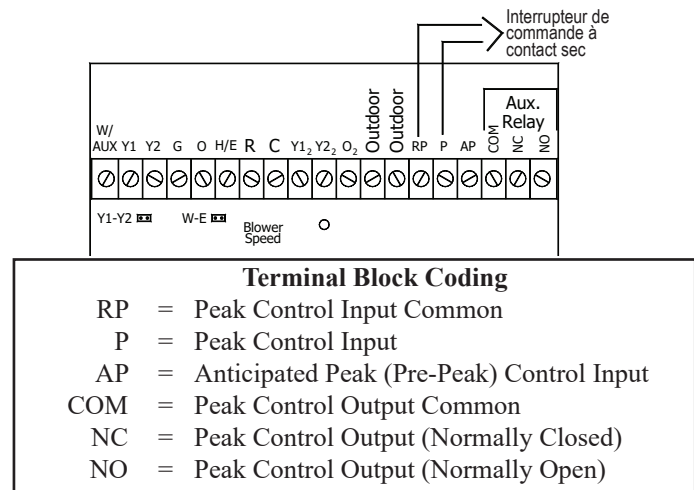 Interrupteur de
commande à
contact sec
Aux.
Relay
W/
AUX Y1 Y2 G O H/E R C Y1₂ Y2₂ O₂ Outdoor Outdoor RP P AP COM NC NO
Y1-Y2 W-E Blower
Speed
Terminal Block Coding
RP = Peak Control Input Common
P = Peak Control Input
AP = Anticipated Peak (Pre-Peak) Control Input
COM = Peak Control Output Common
NC = Peak Control Output (Normally Closed)
NO = Peak Control Output (Normally Open)